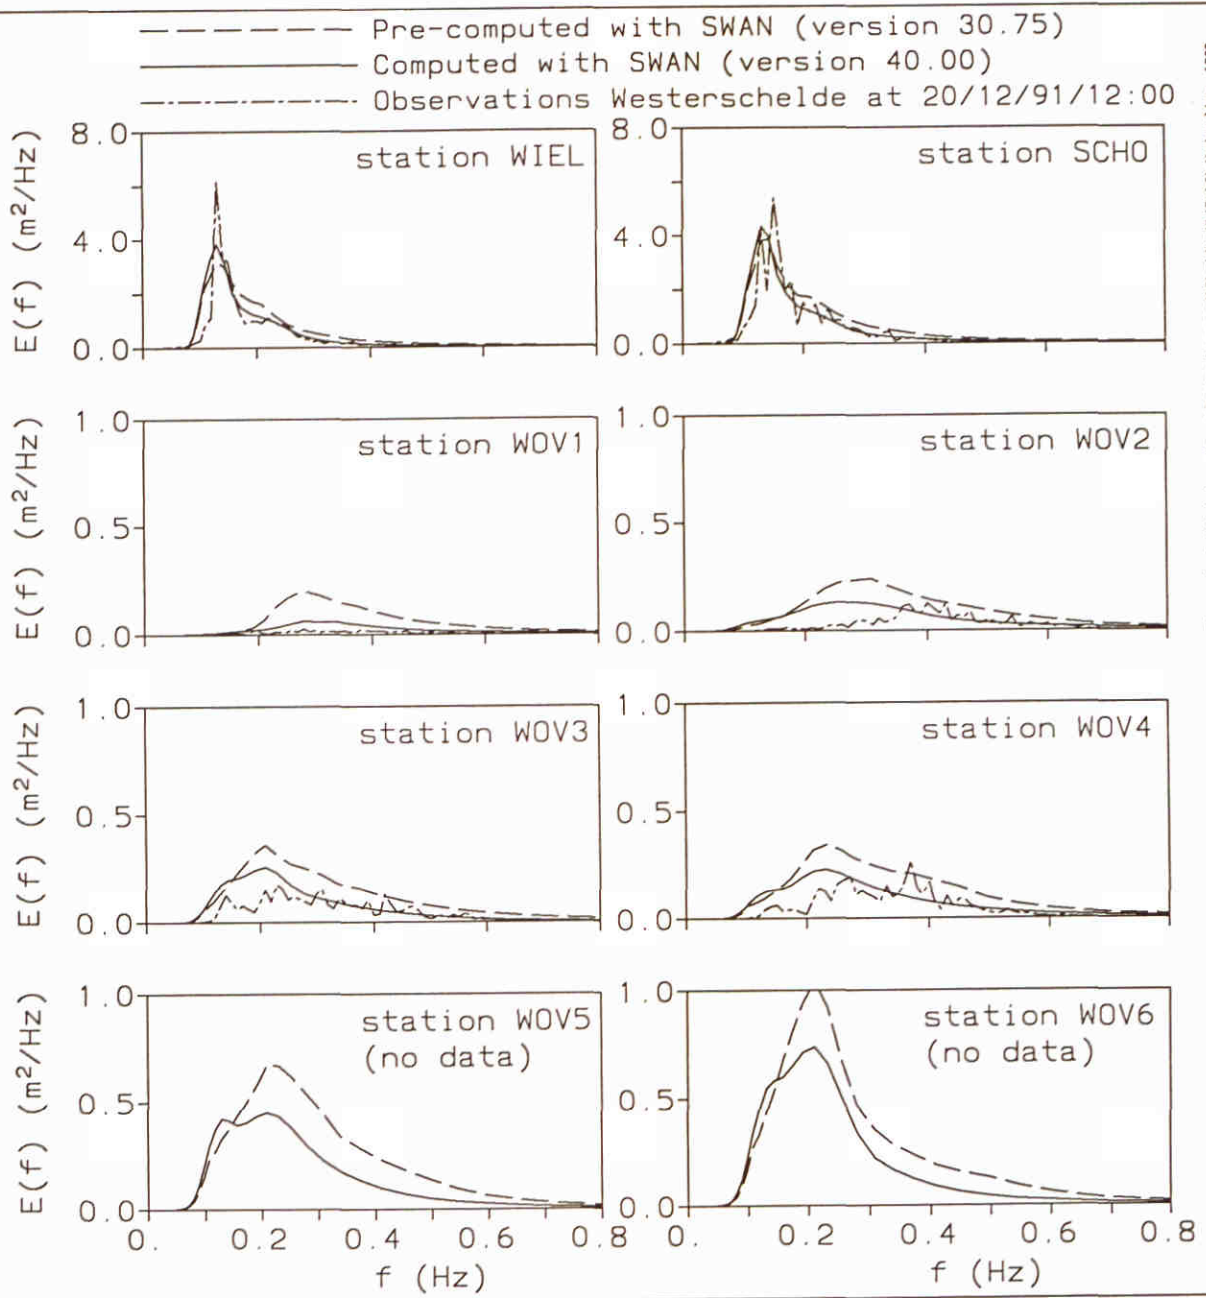 Pre-computed with SWAN (version 30.75)
Computed with SWAN (version 40.00)
Observations Westerschelde at 20/12/91/12:00
E(f) (m²/Hz)
8.0
4.0
0.0
station WIEL
8.0
4.0
0.0
station SCHO
E(f) (m²/Hz)
1.0
0.5
0.0
station WOV1
1.0
0.5
0.0
station WOV2
E(f) (m²/Hz)
1.0
0.5
0.0
station WOV3
1.0
0.5
0.0
station WOV4
E(f) (m²/Hz)
1.0
0.5
0.0
station WOV5
(no data)
1.0
0.5
0.0
station WOV6
(no data)
0. 0.2 0.4 0.6 0.8
0. 0.2 0.4 0.6 0.8
f (Hz)
f (Hz)